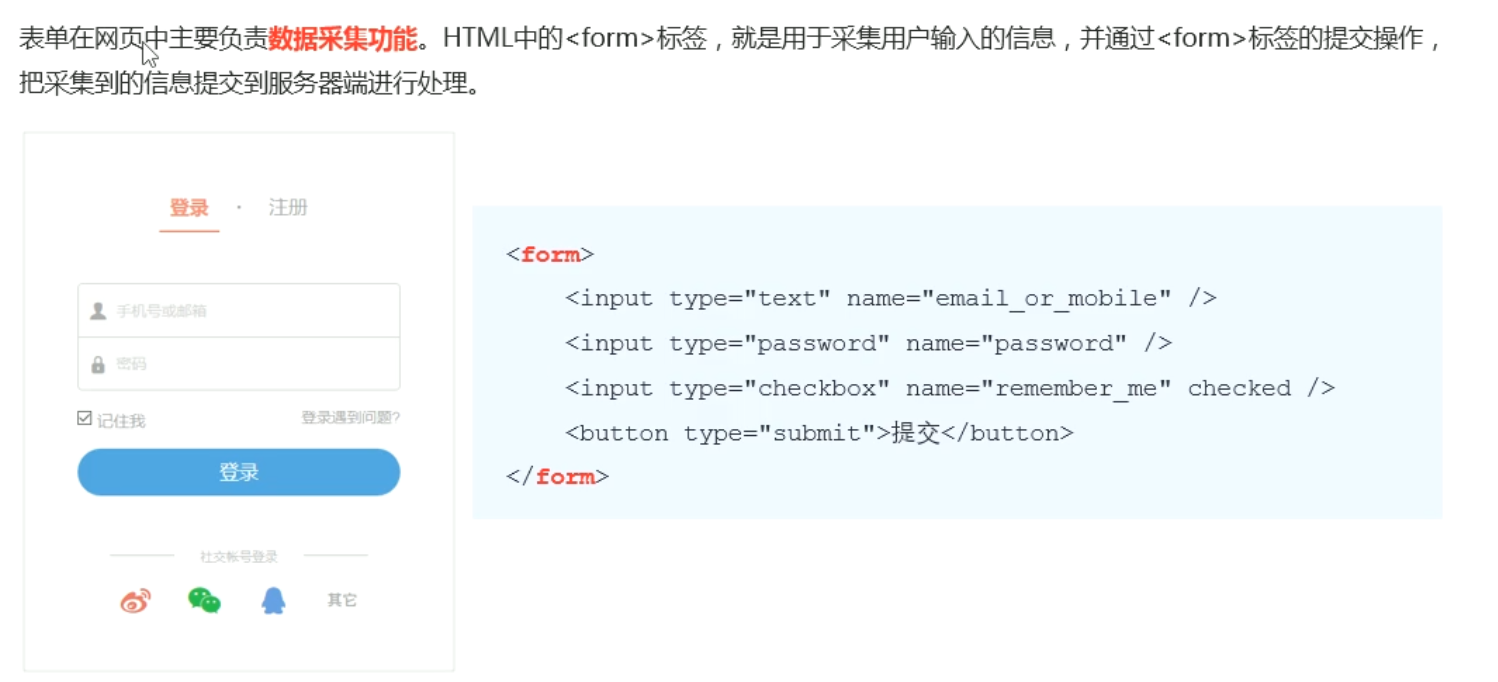 表单在网页中主要负责数据采集功能。HTML中的<form>标签，就是用于采集用户输入的信息，并通过<form>标签的提交操作，
把采集到的信息提交到服务器端进行处理。
登录 · 注册
手机号或邮箱
密码
记住我 登录遇到问题?
登录
社交帐号登录
其它
<form>
<input type="text" name="email_or_mobile" />
<input type="password" name="password" />
<input type="checkbox" name="remember_me" checked />
<button type="submit">提交</button>
</form>